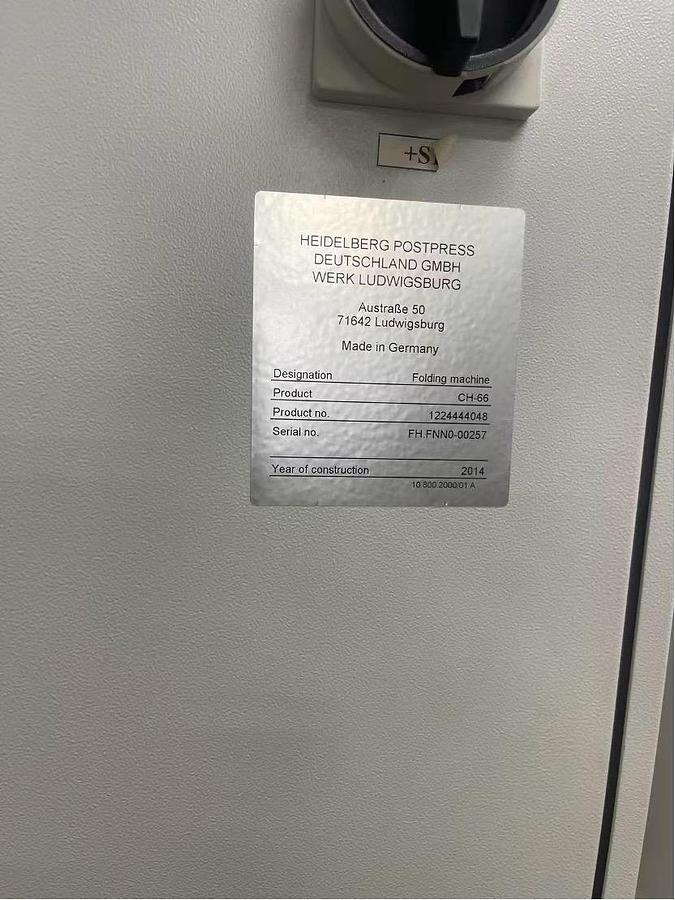 +S
HEIDELBERG POSTPRESS
DEUTSCHLAND GMBH
WERK LUDWIGSBURG
Austraße 50
71642 Ludwigsburg
Made in Germany
Designation Folding machine
Product CH-66
Product no. 1224444048
Serial no. FH.FNN0-00257
Year of construction 2014
10 800 2000/01 A